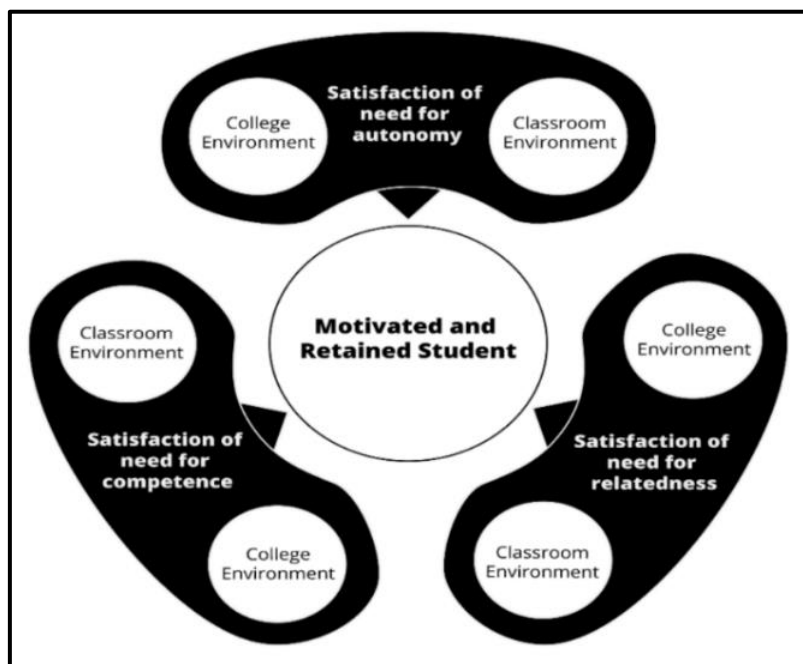 Satisfaction of
need for
autonomy
College
Environment
Classroom
Environment
Motivated and
Retained Student
Classroom
Environment
Satisfaction of
need for
competence
College
Environment
College
Environment
Satisfaction of
need for
relatedness
Classroom
Environment